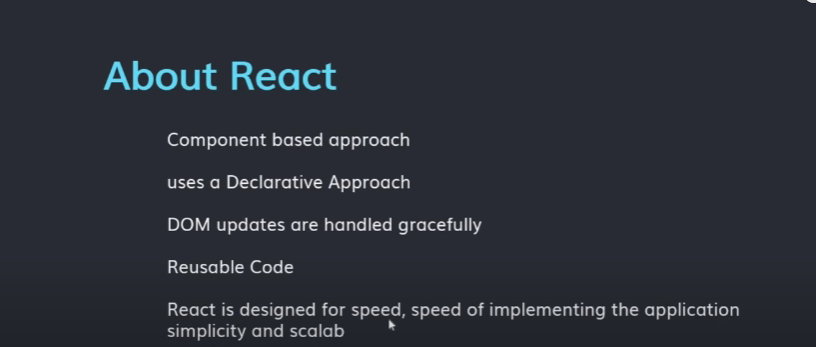 About React
Component based approach
uses a Declarative Approach
DOM updates are handled gracefully
Reusable Code
React is designed for speed, speed of implementing the application
simplicity and scalab